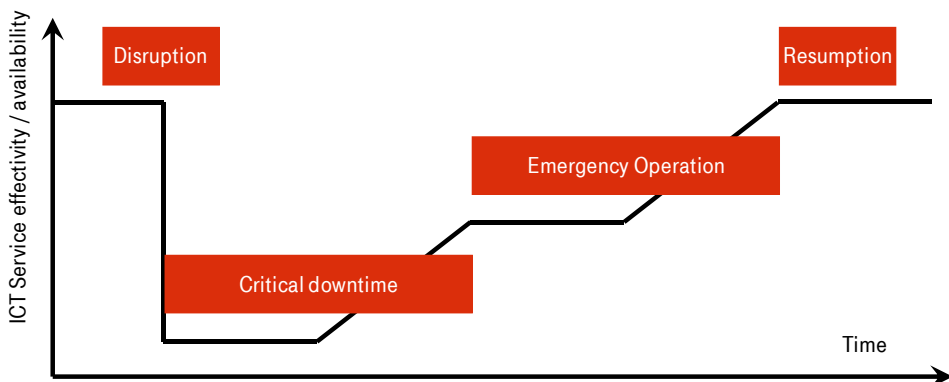 ICT Service effectivity / availability
Disruption
Resumption
Emergency Operation
Critical downtime
Time